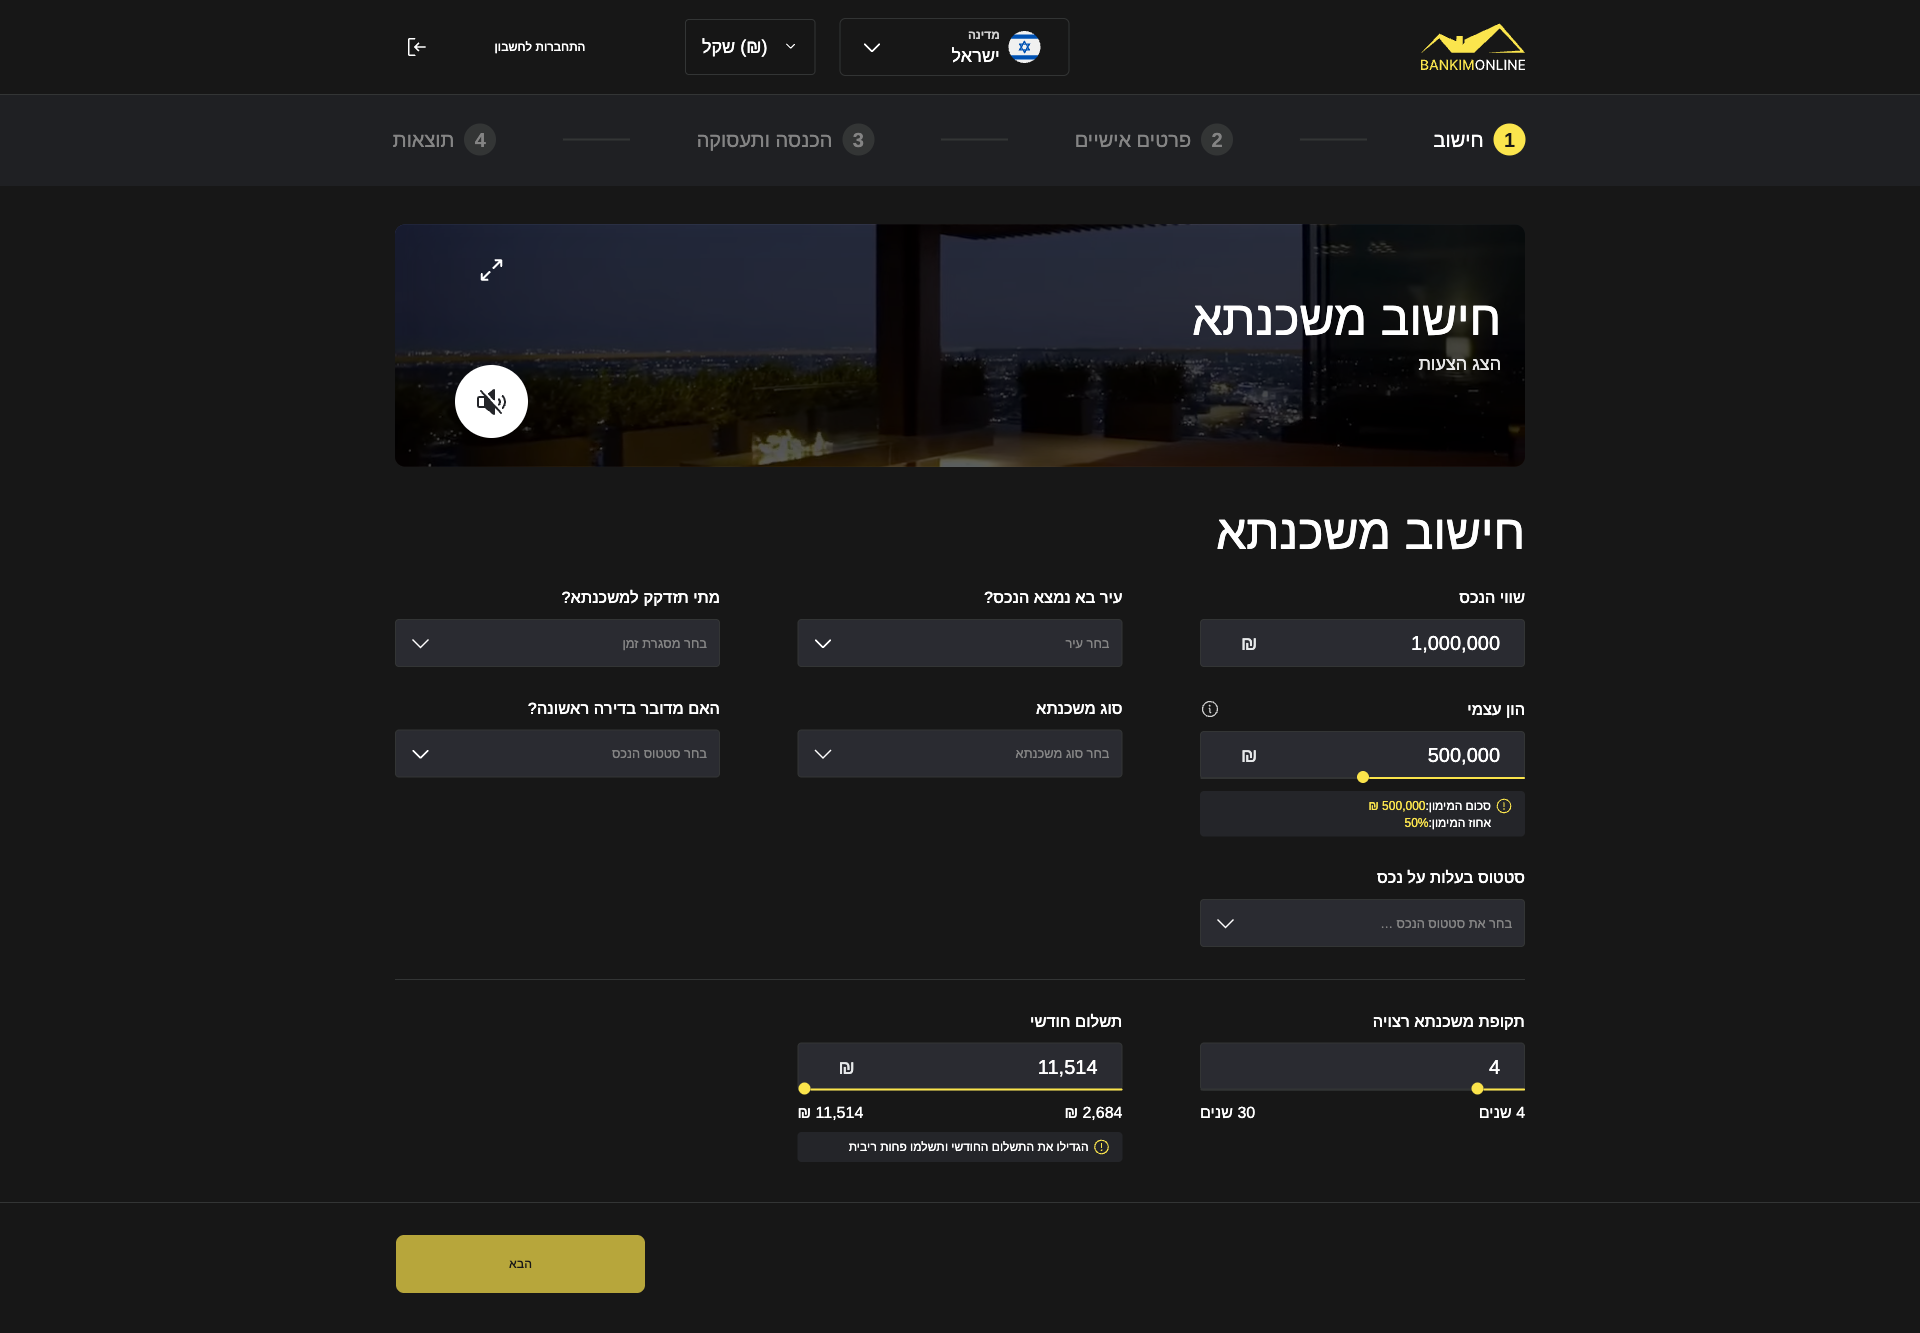 BANKIMONLINE
מדינה
ישראל
(₪) שקל
התחברות לחשבון
1 חישוב
2 פרטים אישיים
3 הכנסה ותעסוקה
4 תוצאות
חישוב משכנתא
הצג הצעות
חישוב משכנתא
שווי הנכס
1,000,000 ₪
עיר בא נמצא הנכס?
בחר עיר
מתי תזדקק למשכנתא?
בחר מסגרת זמן
הון עצמי
500,000 ₪
סכום המימון:500,000 ₪
אחוז המימון:50%
סוג משכנתא
בחר סוג משכנתא
האם מדובר בדירה ראשונה?
בחר סטטוס הנכס
סטטוס בעלות על נכס
בחר את סטטוס הנכס ...
תקופת משכנתא רצויה
4
4 שנים
30 שנים
תשלום חודשי
11,514 ₪
2,684 ₪
11,514 ₪
הגדילו את התשלום החודשי ותשלמו פחות ריבית
הבא